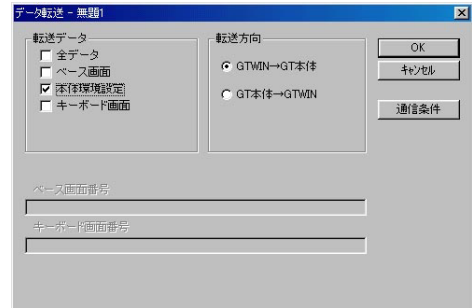 データ転送 - 無題1
転送データ
全データ
ベース画面
本体環境設定
キーボード画面
転送方向
GTWIN→GT本体
GT本体→GTWIN
OK
キャンセル
通信条件
ベース画面番号
キーボード画面番号